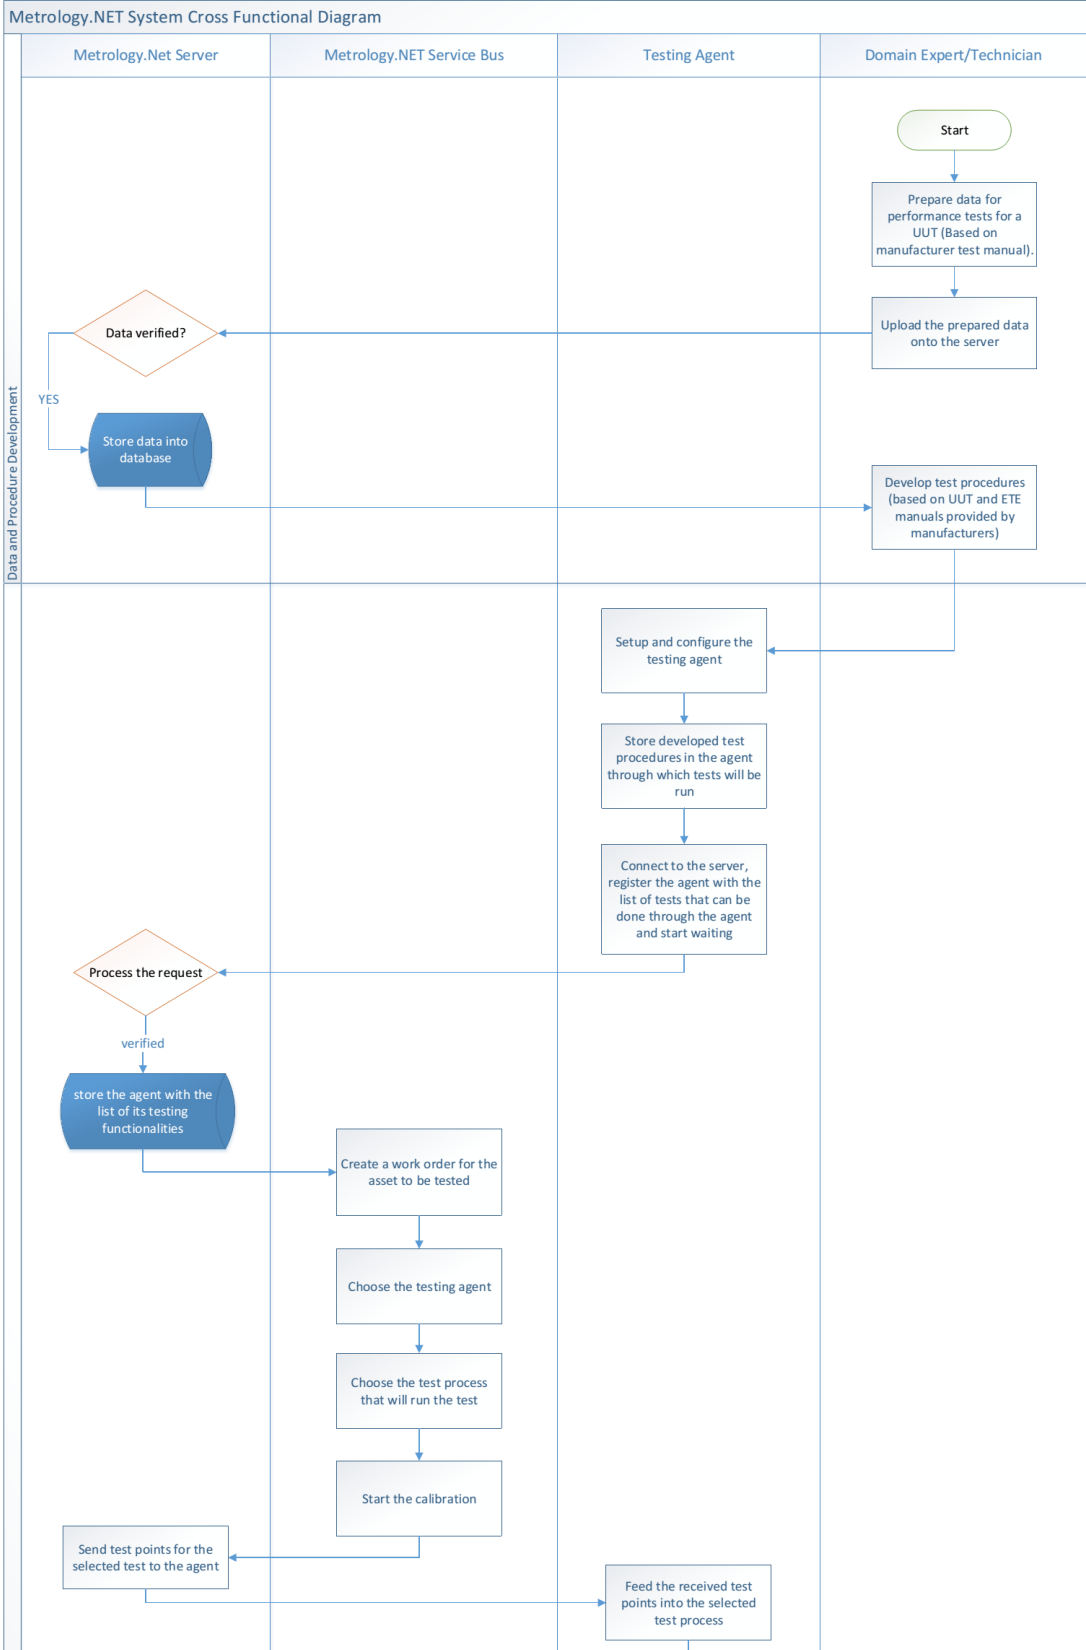 Metrology.NET System Cross Functional Diagram
Metrology.Net Server
Metrology.NET Service Bus
Testing Agent
Domain Expert/Technician
Data and Procedure Development
Start
Prepare data for
performance tests for a
UUT (Based on
manufacturer test manual).
Upload the prepared data
onto the server
Data verified?
YES
Store data into
database
Develop test procedures
(based on UUT and ETE
manuals provided by
manufacturers)
Setup and configure the
testing agent
Store developed test
procedures in the agent
through which tests will be
run
Connect to the server,
register the agent with the
list of tests that can be
done through the agent
and start waiting
Process the request
verified
store the agent with the
list of its testing
functionalities
Create a work order for the
asset to be tested
Choose the testing agent
Choose the test process
that will run the test
Start the calibration
Send test points for the
selected test to the agent
Feed the received test
points into the selected
test process